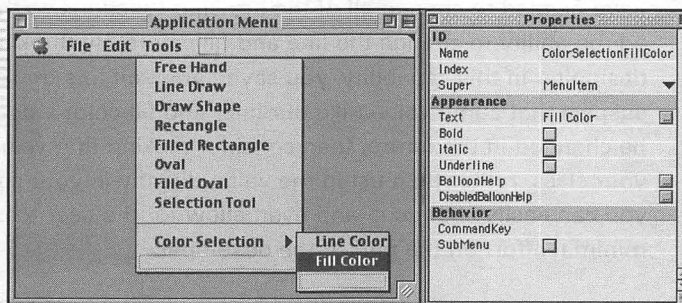 Application Menu
File Edit Tools
Free Hand
Line Draw
Draw Shape
Rectangle
Filled Rectangle
Oval
Filled Oval
Selection Tool
Color Selection
Line Color
Fill Color
Properties
ID
Name ColorSelectionFillColor
Index
Super MenuItem
Appearance
Text Fill Color
Bold
Italic
Underline
BalloonHelp
DisabledBalloonHelp
Behavior
CommandKey
SubMenu